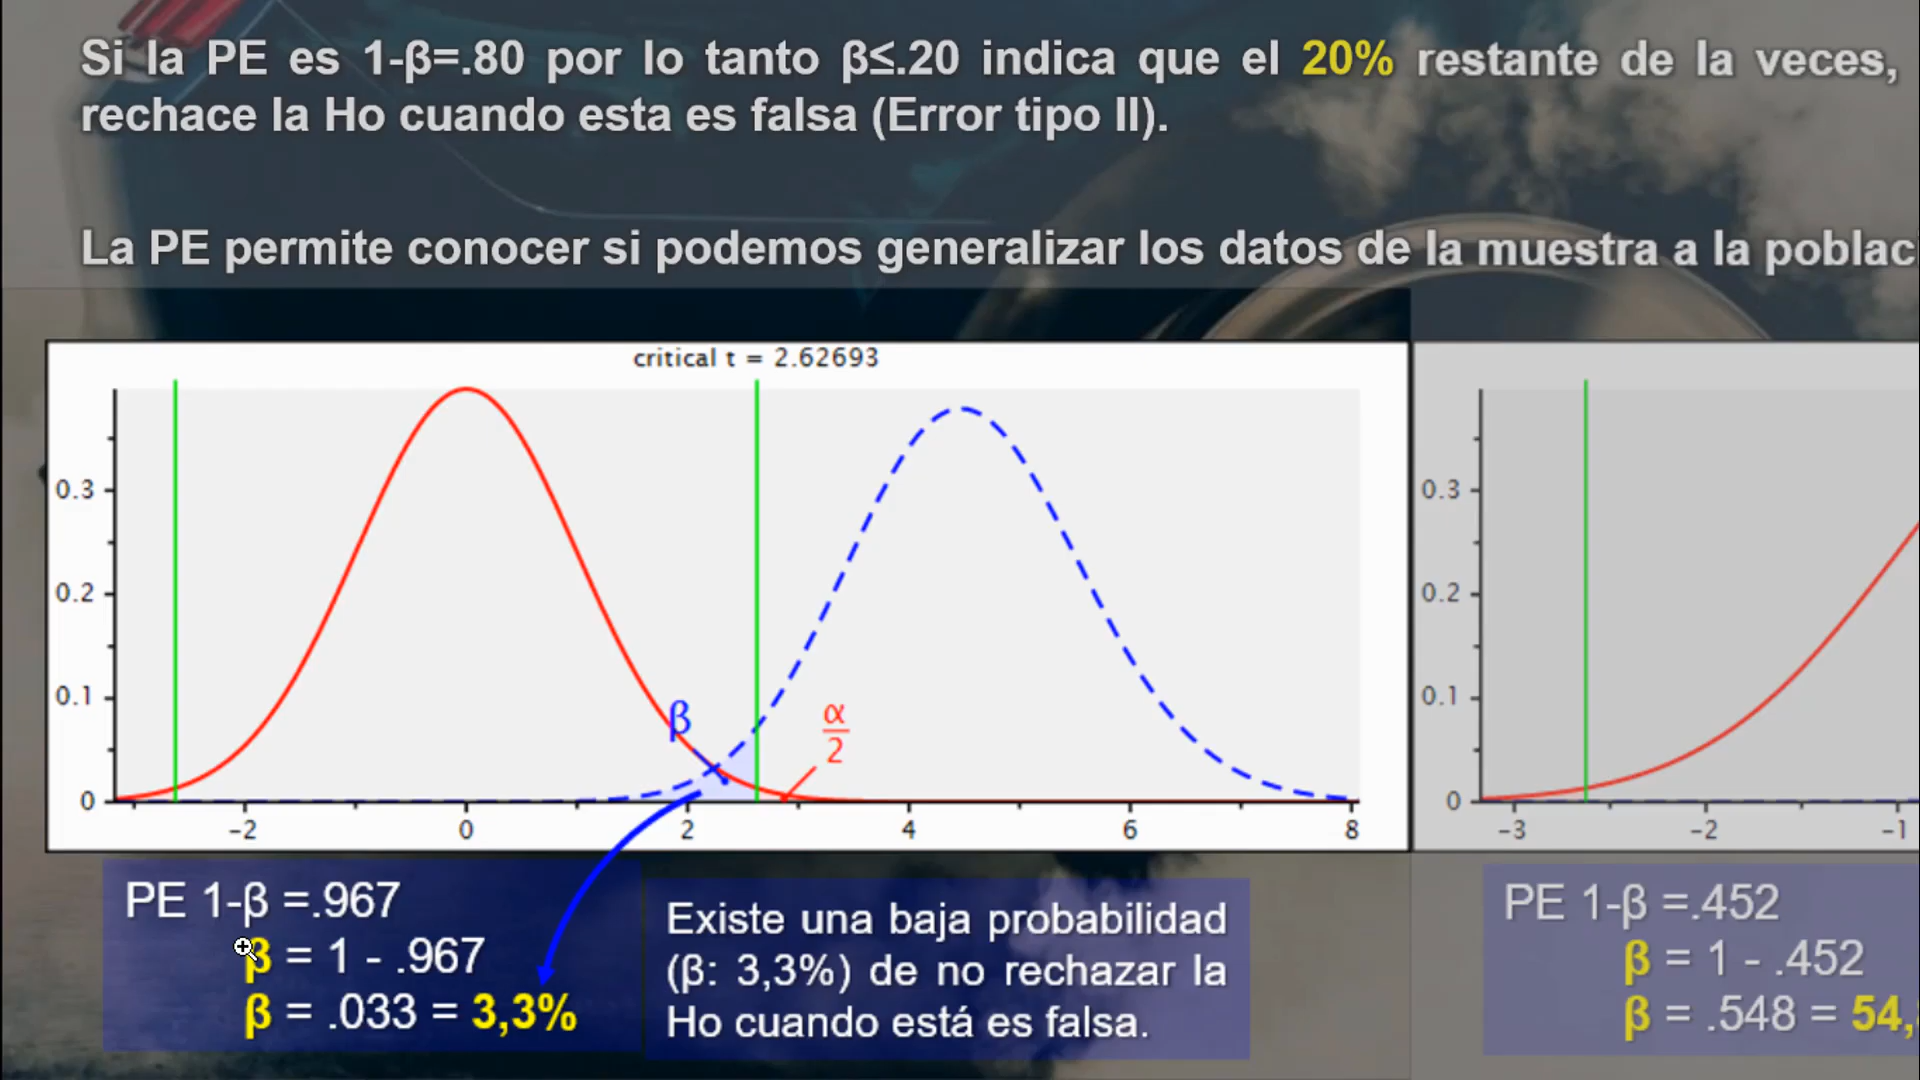 Si la PE es 1-β=.80 por lo tanto β≤.20 indica que el 20% restante de la veces,
rechace la Ho cuando esta es falsa (Error tipo II).
La PE permite conocer si podemos generalizar los datos de la muestra a la poblac
critical t = 2.62693
0.3
0.2
0.1
0
-2
0
2
4
6
8
β
α
2
0.3
0.2
0.1
0
-3
-2
-1
PE 1-β =.967
β = 1 - .967
β = .033 = 3,3%
Existe una baja probabilidad
(β: 3,3%) de no rechazar la
Ho cuando está es falsa.
PE 1-β =.452
β = 1 - .452
β = .548 = 54,